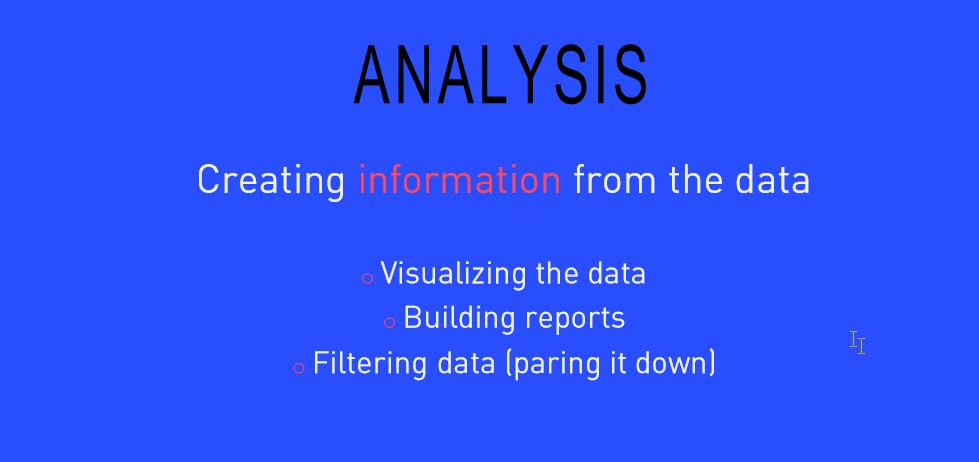 ANALYSIS
Creating information from the data
Visualizing the data
Building reports
Filtering data (paring it down)